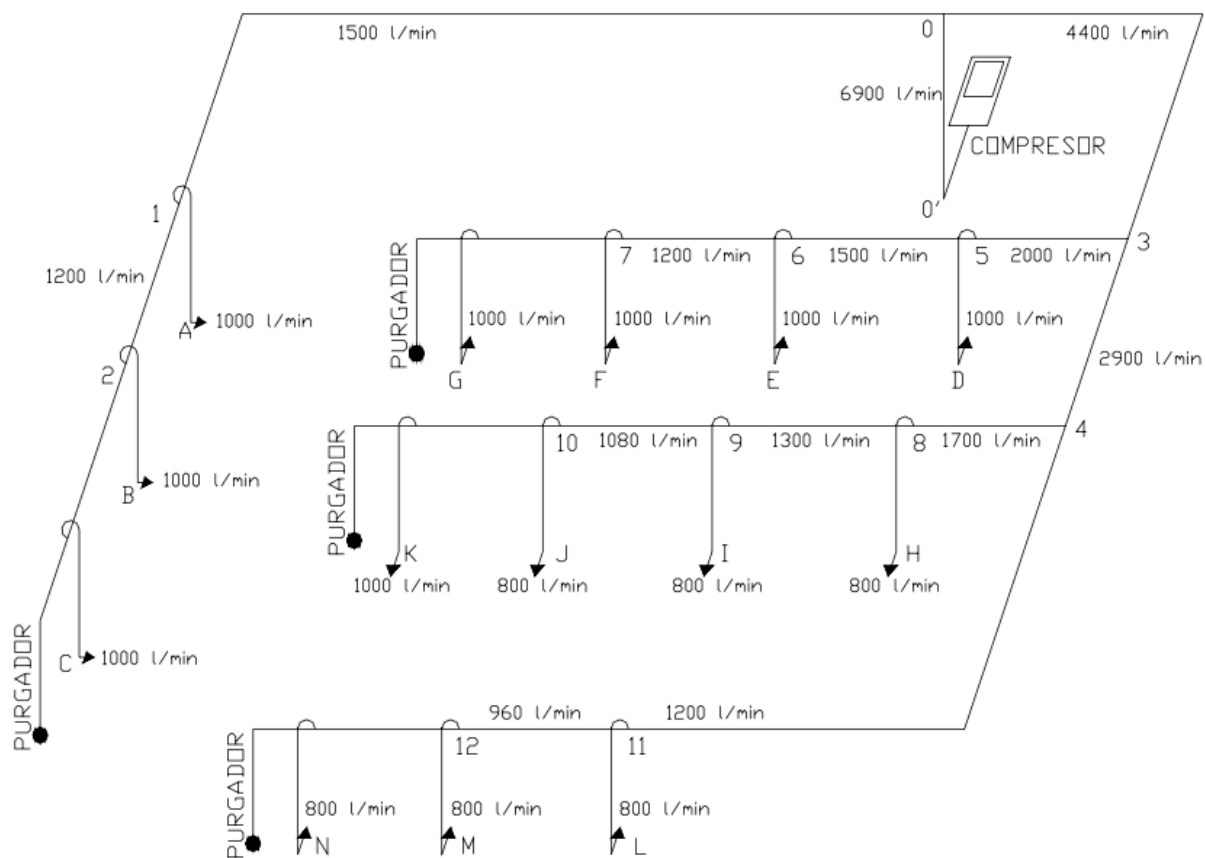 1500 l/min
O
4400 l/min
6900 l/min
COMPRESOR
O'
1
1200 l/min
A
1000 l/min
2
B
1000 l/min
C
1000 l/min
PURGADOR
PURGADOR
7
1200 l/min
6
1500 l/min
5
2000 l/min
3
1000 l/min
1000 l/min
1000 l/min
1000 l/min
G
F
E
D
2900 l/min
PURGADOR
10
1080 l/min
9
1300 l/min
8
1700 l/min
4
K
J
I
H
1000 l/min
800 l/min
800 l/min
800 l/min
960 l/min
1200 l/min
PURGADOR
12
11
800 l/min
800 l/min
800 l/min
N
M
L